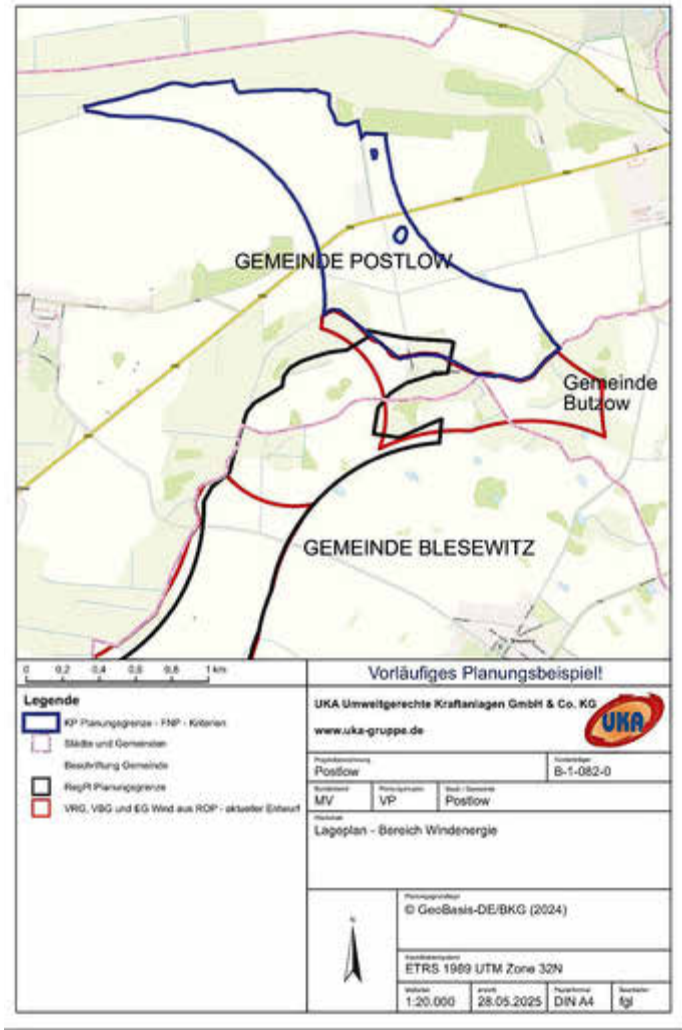 GEMEINDE POSTLOW
Gemeinde
Butzow
GEMEINDE BLESEWITZ
0 0,2 0,4 0,6 0,8 1 km
Vorläufiges Planungsbeispiel!
Legende
KP Planungsgrenze - FNP - Kriterien
Städte und Gemeinden
Beschriftung Gemeinde
RegPl Planungsgrenze
VRG, VBG und EG Wind aus ROP - aktueller Entwurf
UKA Umweltgerechte Kraftanlagen GmbH & Co. KG
www.uka-gruppe.de
UKA
Postlow
B-1-082-0
MV
VP
Postlow
Lageplan - Bereich Windenergie
N
© GeoBasis-DE/BKG (2024)
ETRS 1989 UTM Zone 32N
1:20.000
28.05.2025
DIN A4
fgl